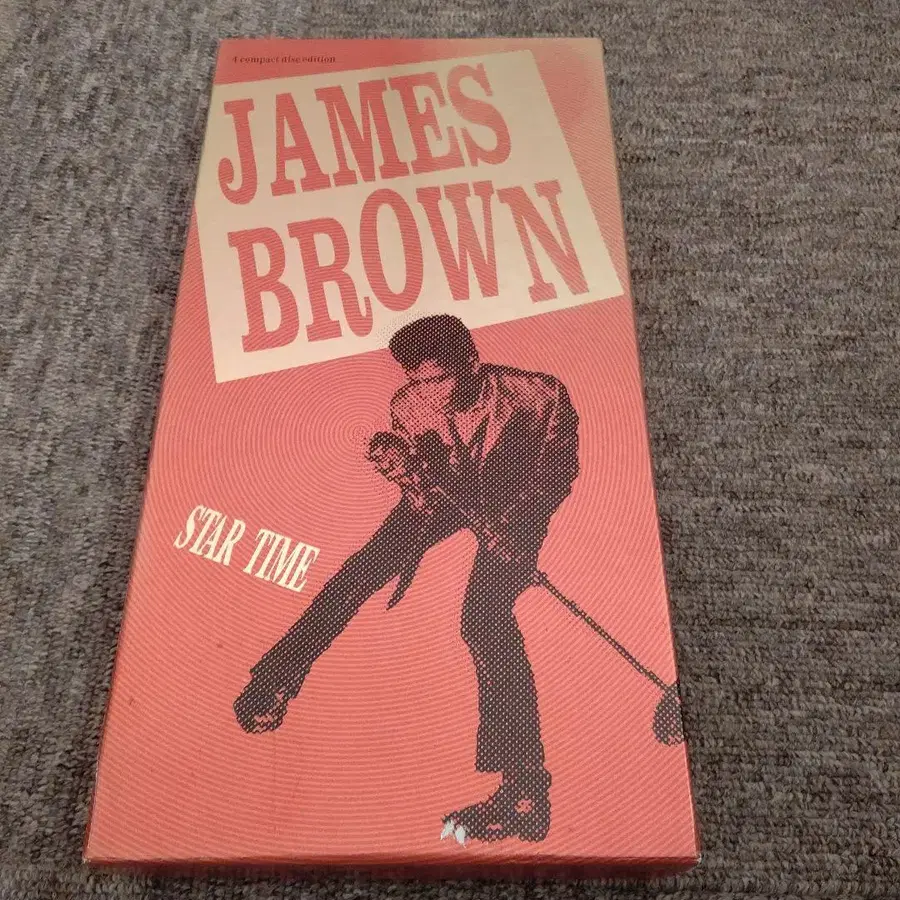 4 compact disc edition
JAMES
BROWN
STAR TIME